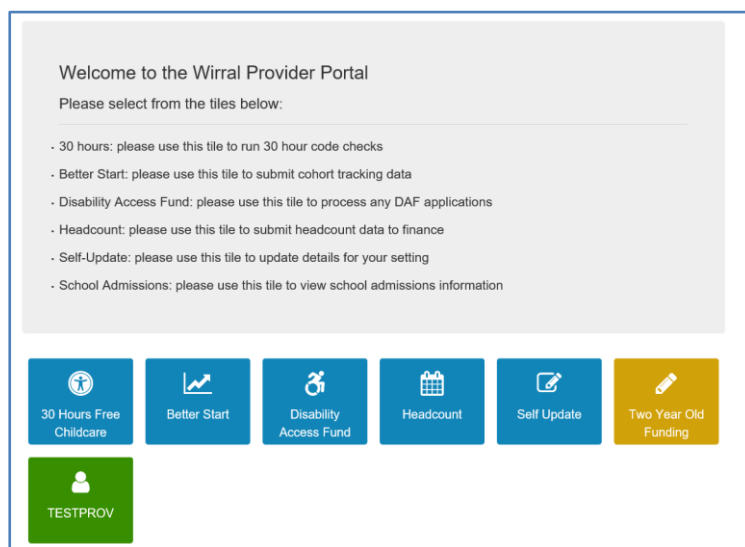 Welcome to the Wirral Provider Portal
Please select from the tiles below:
· 30 hours: please use this tile to run 30 hour code checks
· Better Start: please use this tile to submit cohort tracking data
· Disability Access Fund: please use this tile to process any DAF applications
· Headcount: please use this tile to submit headcount data to finance
· Self-Update: please use this tile to update details for your setting
· School Admissions: please use this tile to view school admissions information
30 Hours Free
Childcare
Better Start
Disability
Access Fund
Headcount
Self Update
Two Year Old
Funding
TESTPROV